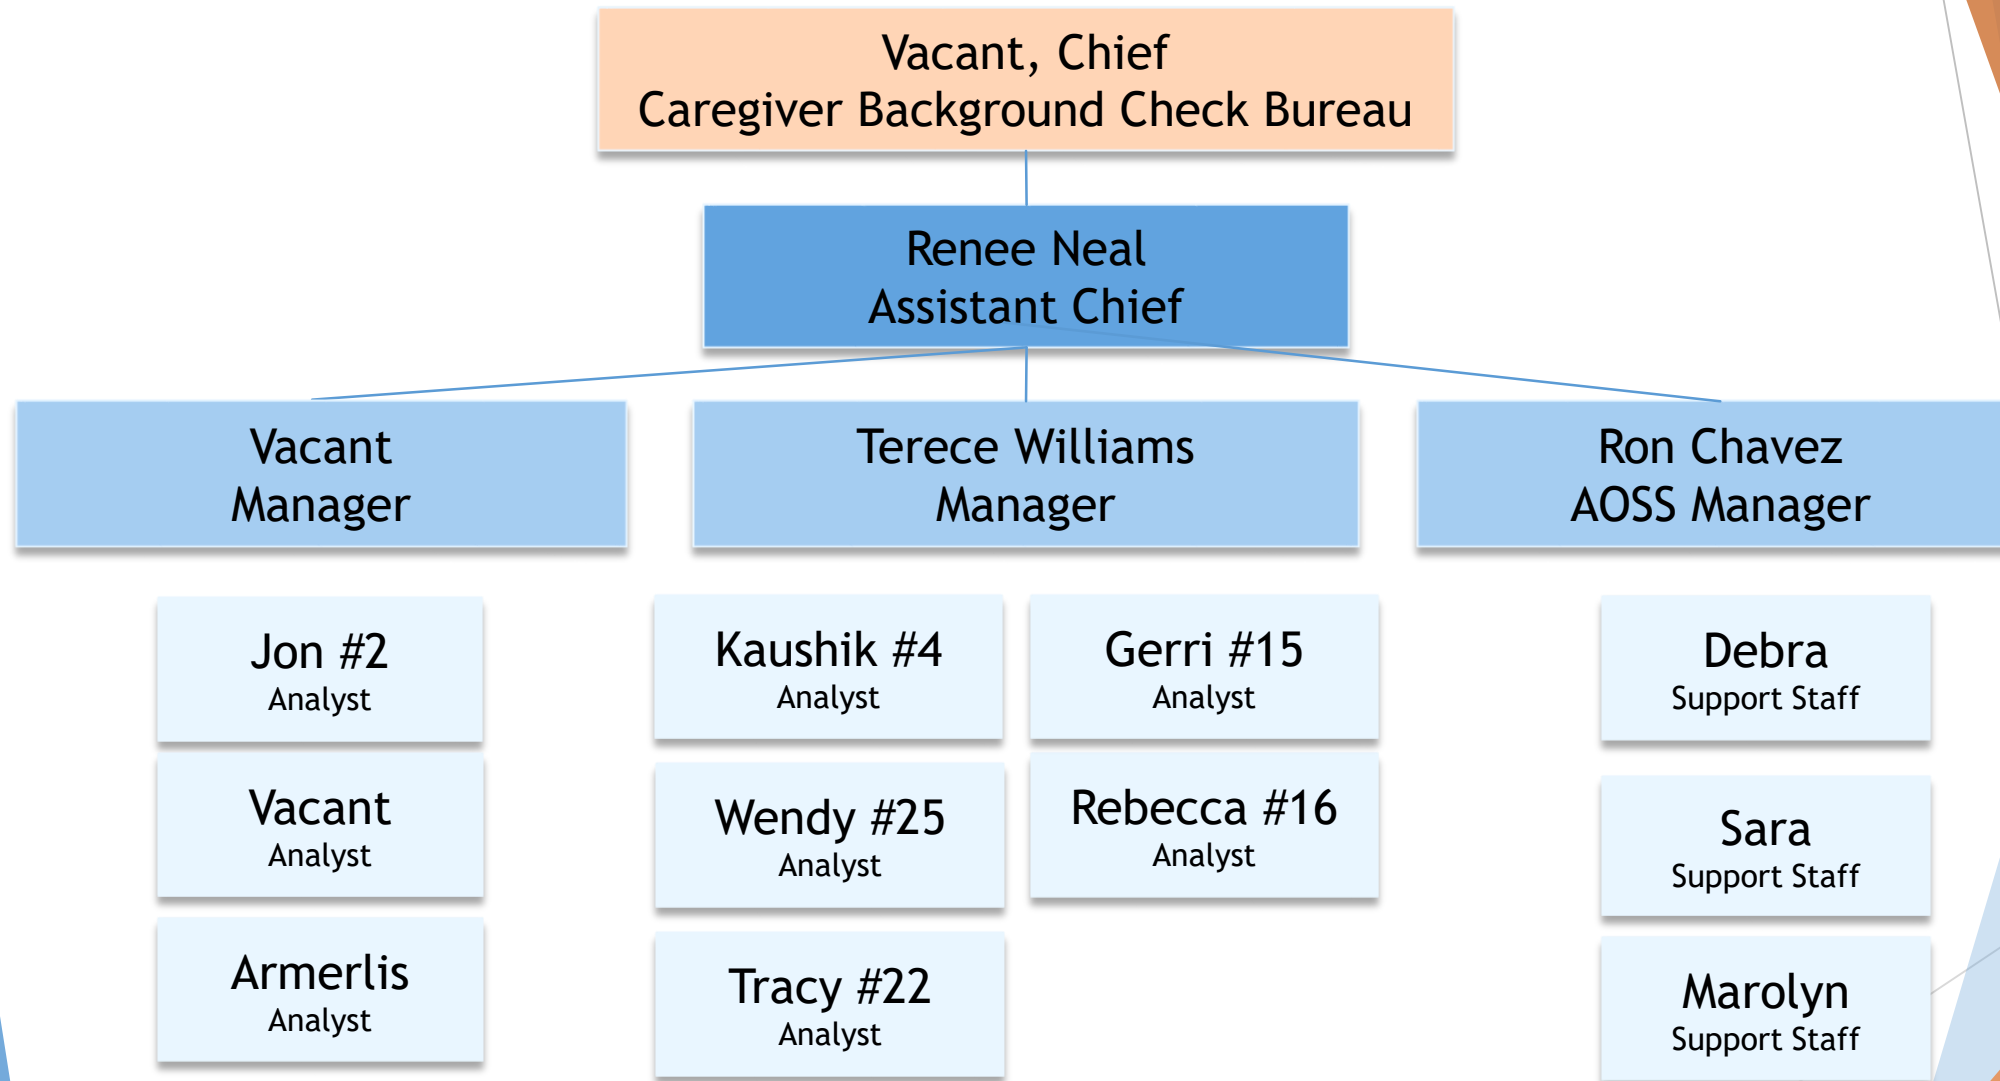 Vacant, Chief
Caregiver Background Check Bureau
Renee Neal
Assistant Chief
Vacant
Manager
Terece Williams
Manager
Ron Chavez
AOSS Manager
Jon #2
Analyst
Vacant
Analyst
Armerlis
Analyst
Kaushik #4
Analyst
Wendy #25
Analyst
Tracy #22
Analyst
Gerri #15
Analyst
Rebecca #16
Analyst
Debra
Support Staff
Sara
Support Staff
Marolyn
Support Staff